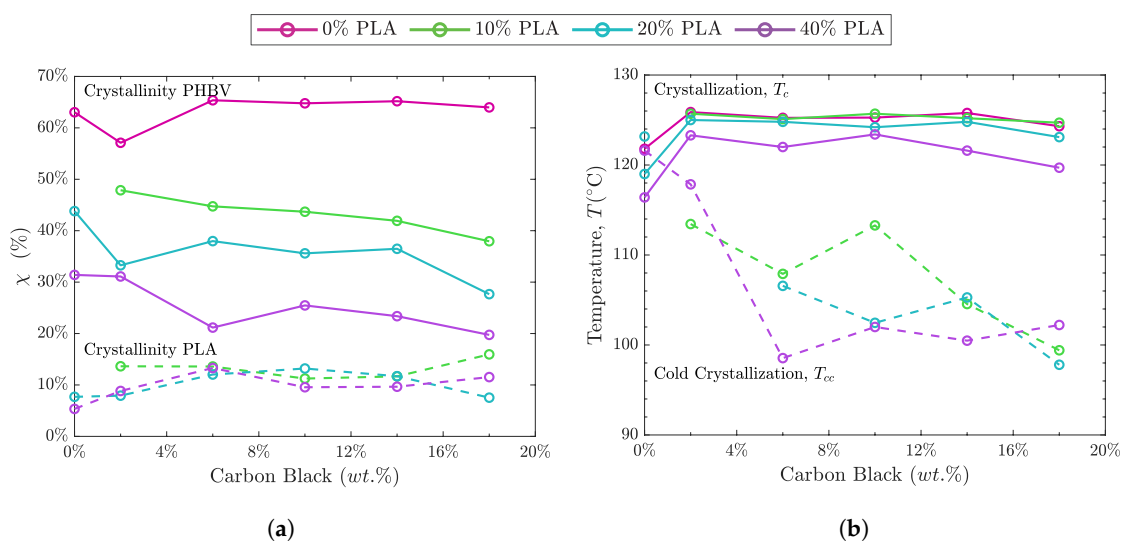 0% PLA 10% PLA 20% PLA 40% PLA
70%
60%
50%
40%
30%
20%
10%
0%
χ (%)
Crystallinity PHBV
Crystallinity PLA
0% 4% 8% 12% 16% 20%
Carbon Black (wt.%)
(a)
130
120
110
100
90
Temperature, T(°C)
Crystallization, Tc
Cold Crystallization, Tcc
0% 4% 8% 12% 16% 20%
Carbon Black (wt.%)
(b)